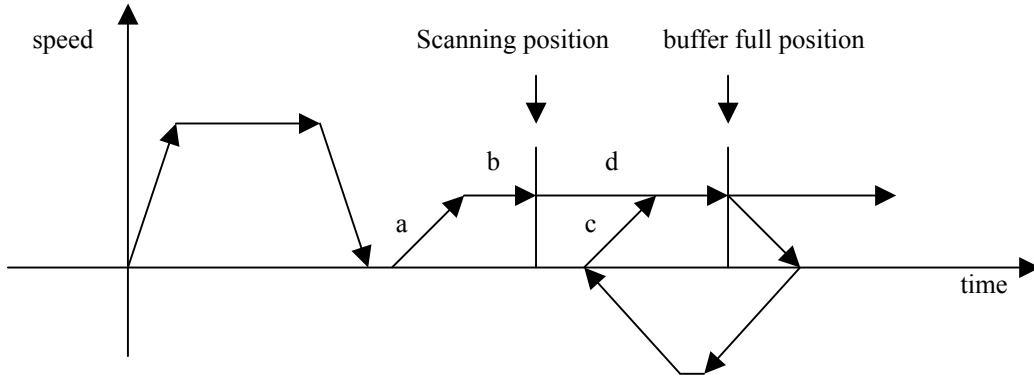 speed
Scanning position
buffer full position
b
d
a
c
time